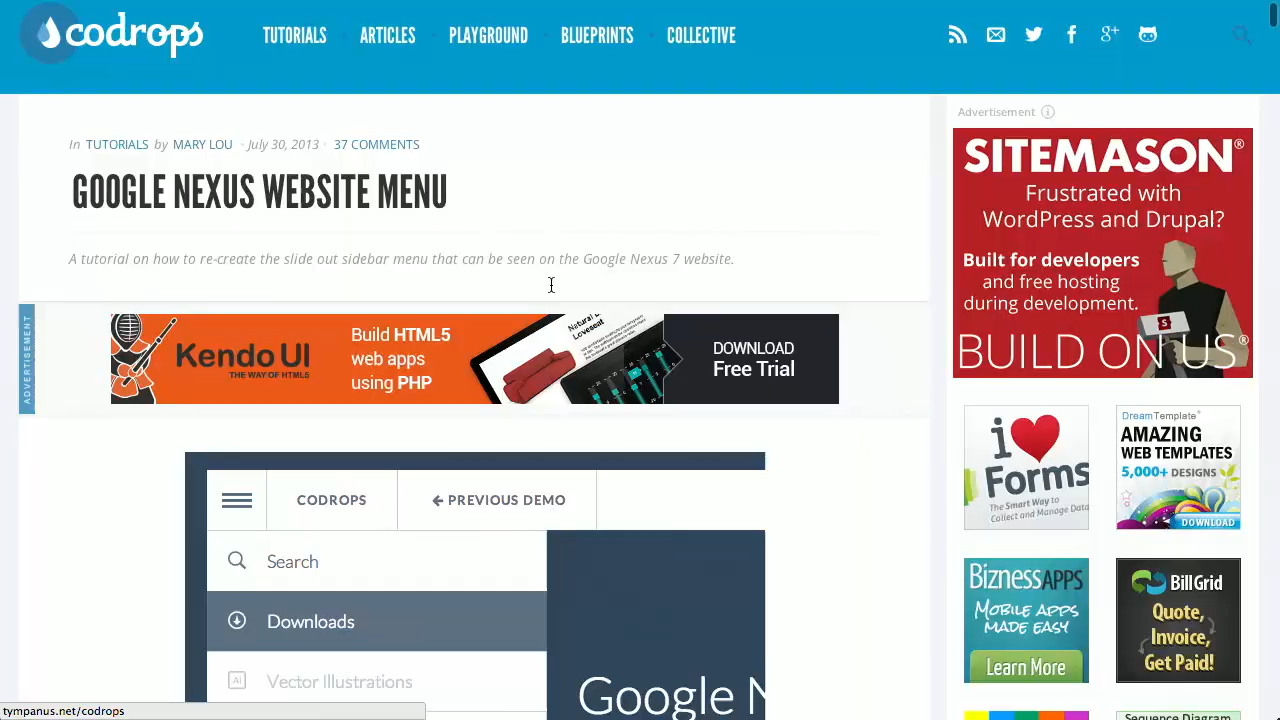 codrops
TUTORIALS
ARTICLES
PLAYGROUND
BLUEPRINTS
COLLECTIVE
In TUTORIALS by MARY LOU · July 30, 2013 · 37 COMMENTS
GOOGLE NEXUS WEBSITE MENU
A tutorial on how to re-create the slide out sidebar menu that can be seen on the Google Nexus 7 website.
ADVERTISEMENT
Kendo UI
THE WAY OF HTML5
Build HTML5
web apps
using PHP
Natural B
Loveseat
DOWNLOAD
Free Trial
CODROPS
PREVIOUS DEMO
Search
Downloads
Ai
Vector Illustrations
Google N
Advertisement
SITEMASON®
Frustrated with
WordPress and Drupal?
Built for developers
and free hosting
during development.
S
BUILD ON US®
i
Forms
The Smart Way to
Collect and Manage Data
DreamTemplate
AMAZING
WEB TEMPLATES
5,000+ DESIGNS
DOWNLOAD
BIZNESSAPPS
MOBILE APPS
MADE EASY
Learn More
BillGrid
Quote,
Invoice,
Get Paid!
Sequence Diagram
tympanus.net/codrops